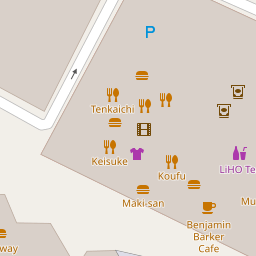 P
Tenkaichi
Keisuke
Koufu
LiHO Te
Maki-san
Mu
Benjamin
Barker
Cafe
way